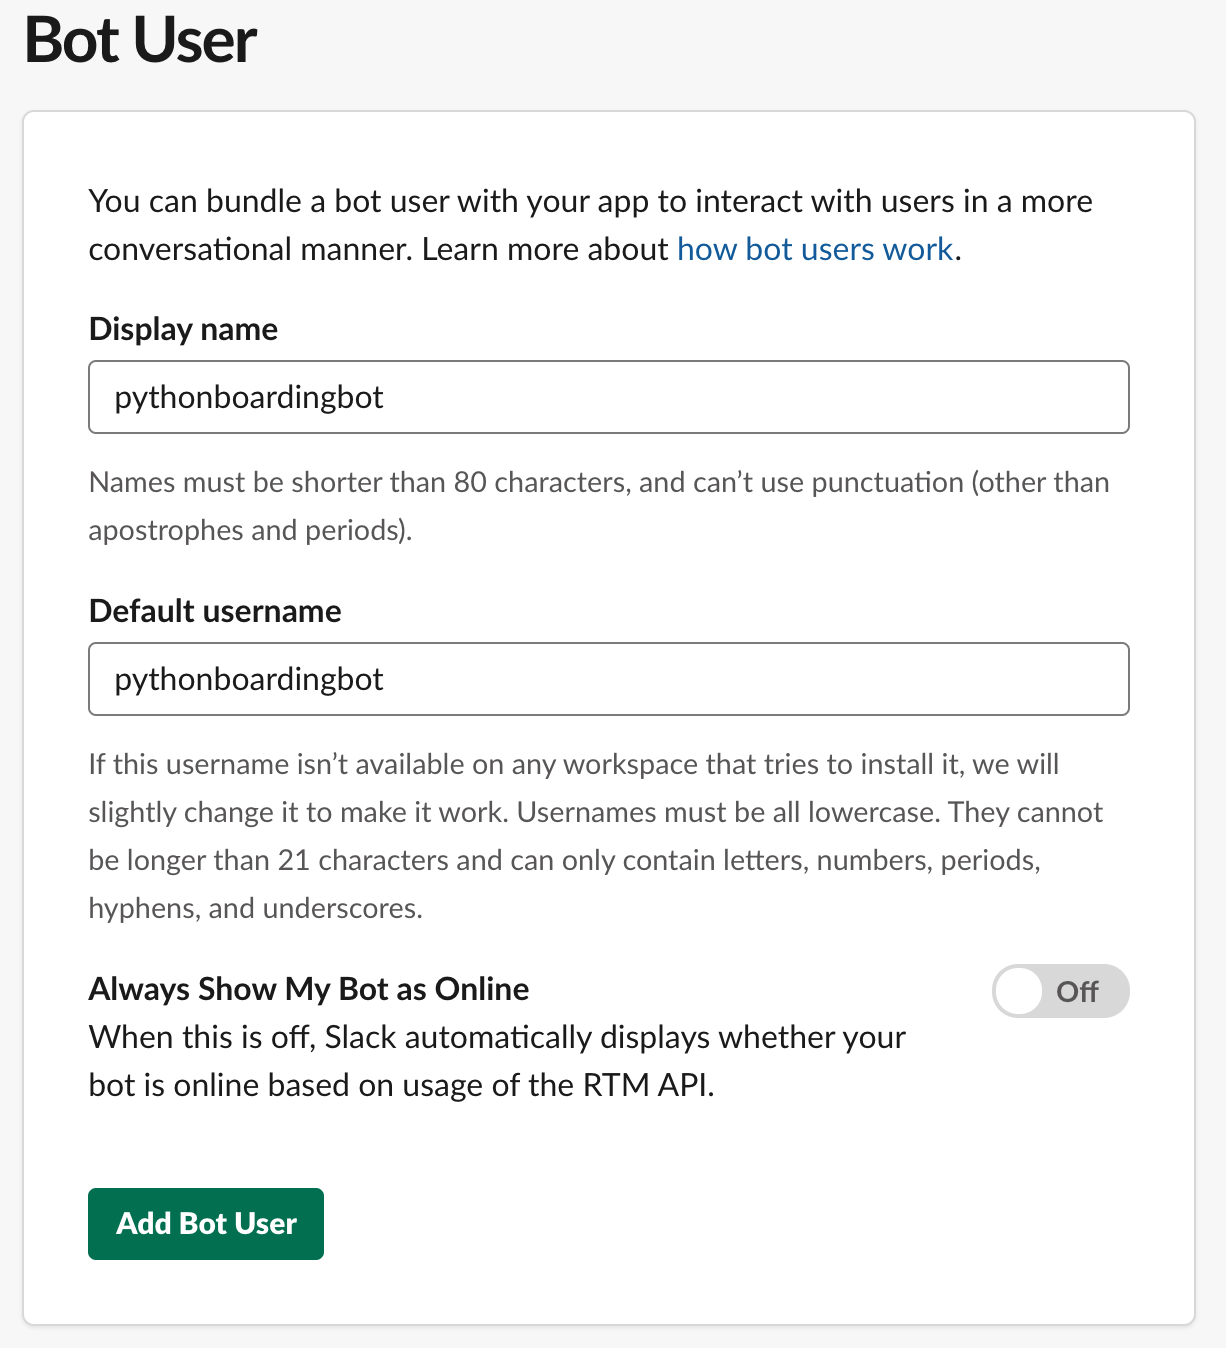 Bot User
You can bundle a bot user with your app to interact with users in a more
conversational manner. Learn more about how bot users work.
Display name
pythonboardingbot
Names must be shorter than 80 characters, and can’t use punctuation (other than
apostrophes and periods).
Default username
pythonboardingbot
If this username isn’t available on any workspace that tries to install it, we will
slightly change it to make it work. Usernames must be all lowercase. They cannot
be longer than 21 characters and can only contain letters, numbers, periods,
hyphens, and underscores.
Always Show My Bot as Online
Off
When this is off, Slack automatically displays whether your
bot is online based on usage of the RTM API.
Add Bot User